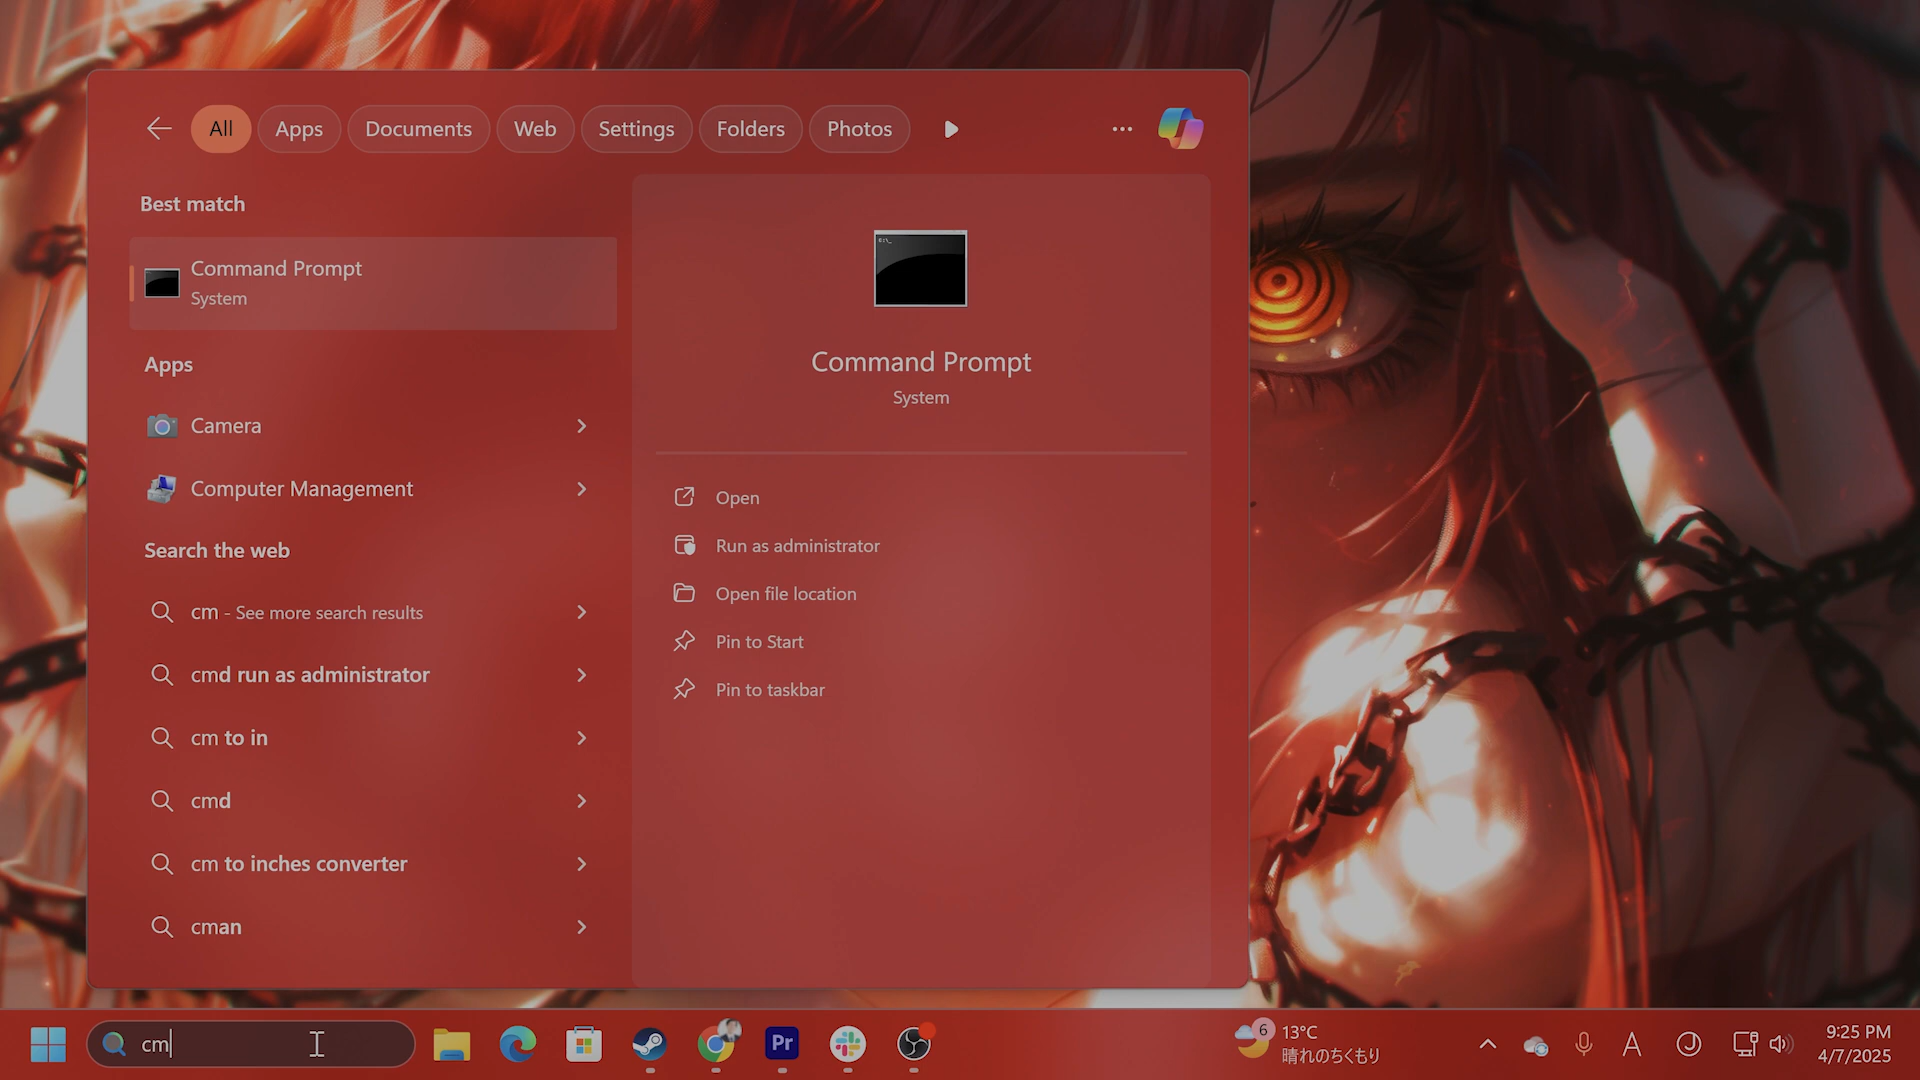 All
Apps
Documents
Web
Settings
Folders
Photos
Best match
Command Prompt
System
Apps
Camera
Computer Management
Search the web
cm - See more search results
cmd run as administrator
cm to in
cmd
cm to inches converter
cman
Command Prompt
System
Open
Run as administrator
Open file location
Pin to Start
Pin to taskbar
cm
Pr
6
13°C
晴れのちくもり
A
J
9:25 PM
4/7/2025